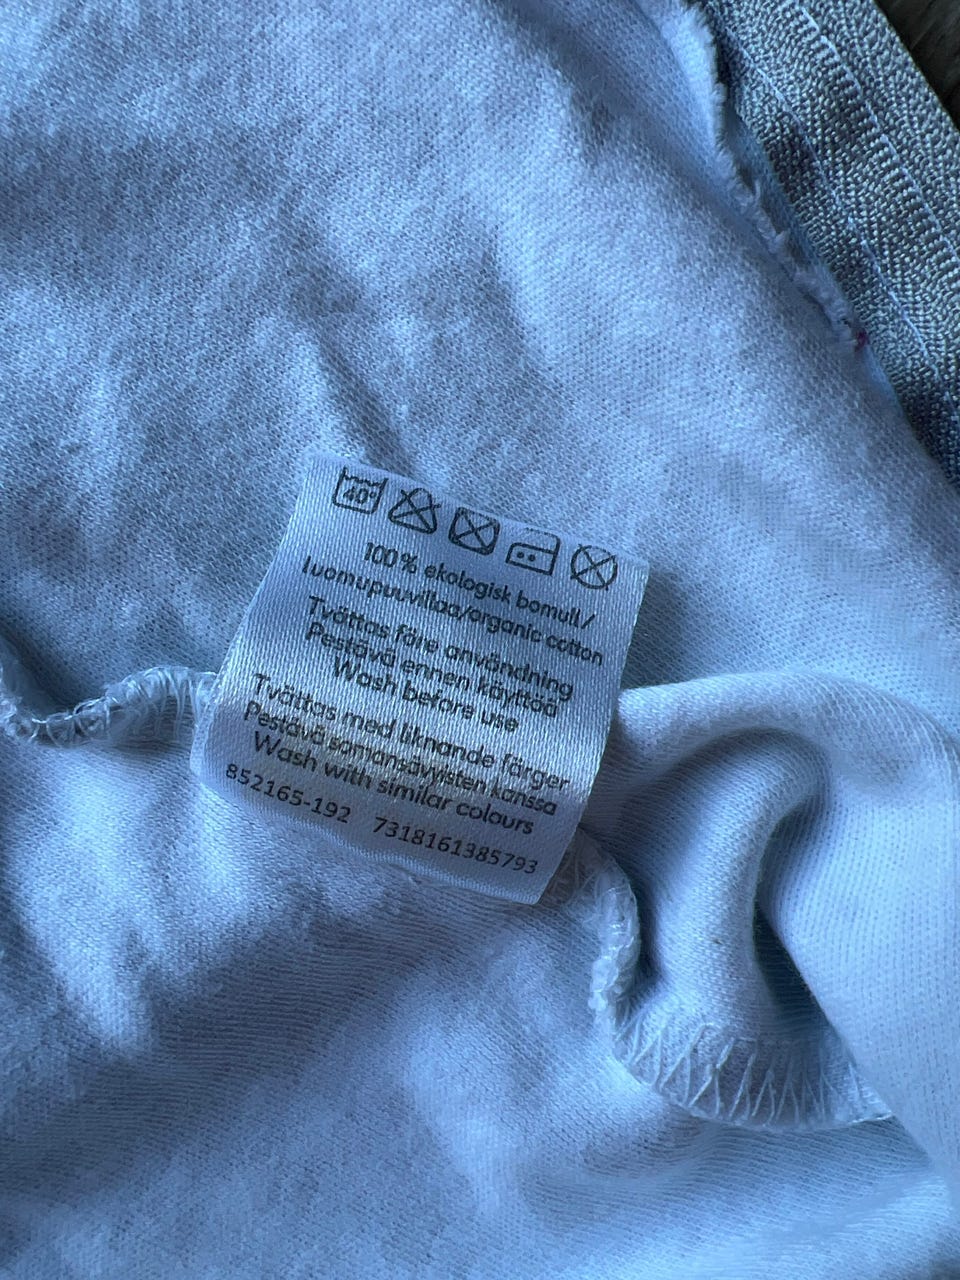 40°
100% ekologisk bomull/
luomupuuvillaa/organic cotton
Tvättas före användning
Pestävä ennen käyttöä
Wash before use
Tvättas med liknande färger
Pestävä samansävyisten kanssa
Wash with similar colours
852165-192 7318161385793